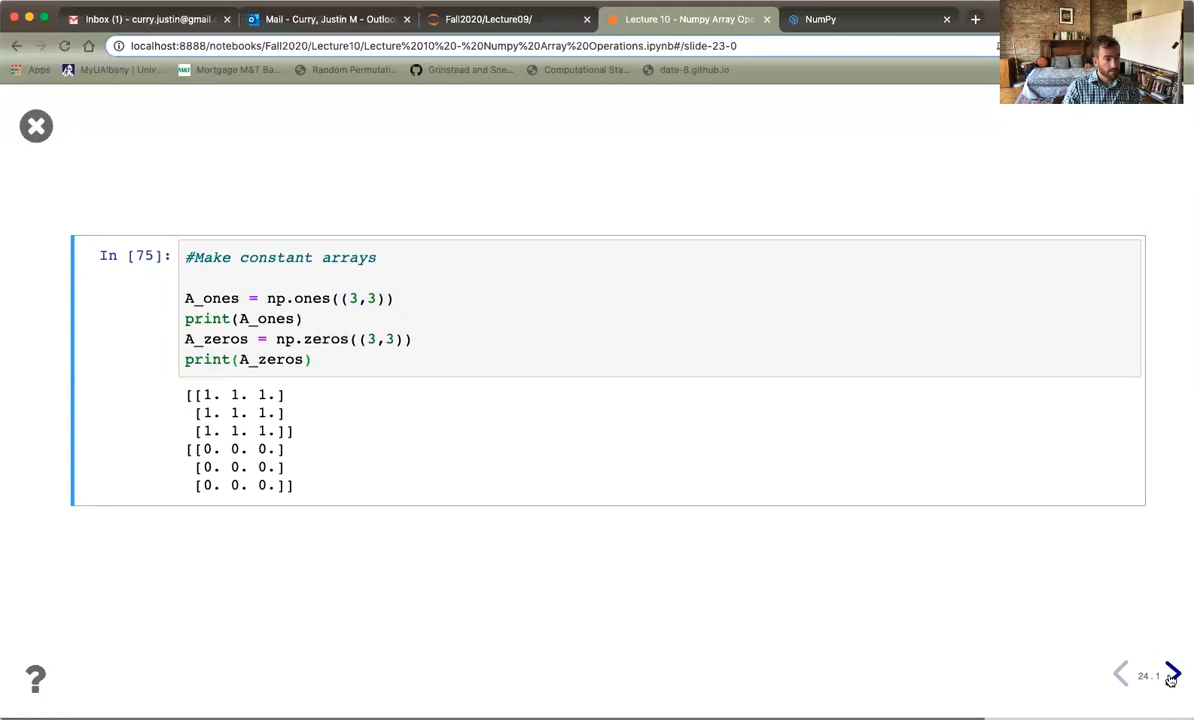 Inbox (1) - curry.justin@gmail. × Mail - Curry, Justin M - Outloo × Fall2020/Lecture09/ × Lecture 10 - Numpy Array Ope × NumPy × +
localhost:8888/notebooks/Fall2020/Lecture10/Lecture%2010%20-%20Numpy%20Array%20Operations.ipynb#/slide-23-0
Apps MyUAlbany | Univ... Mortgage M&T Ba... Random Permutati... Grinstead and Sne... Computational Sta... data-8.github.io
In [75]: #Make constant arrays
A_ones = np.ones((3,3))
print(A_ones)
A_zeros = np.zeros((3,3))
print(A_zeros)
[[1. 1. 1.]
[1. 1. 1.]
[1. 1. 1.]]
[[0. 0. 0.]
[0. 0. 0.]
[0. 0. 0.]]
?
24.1